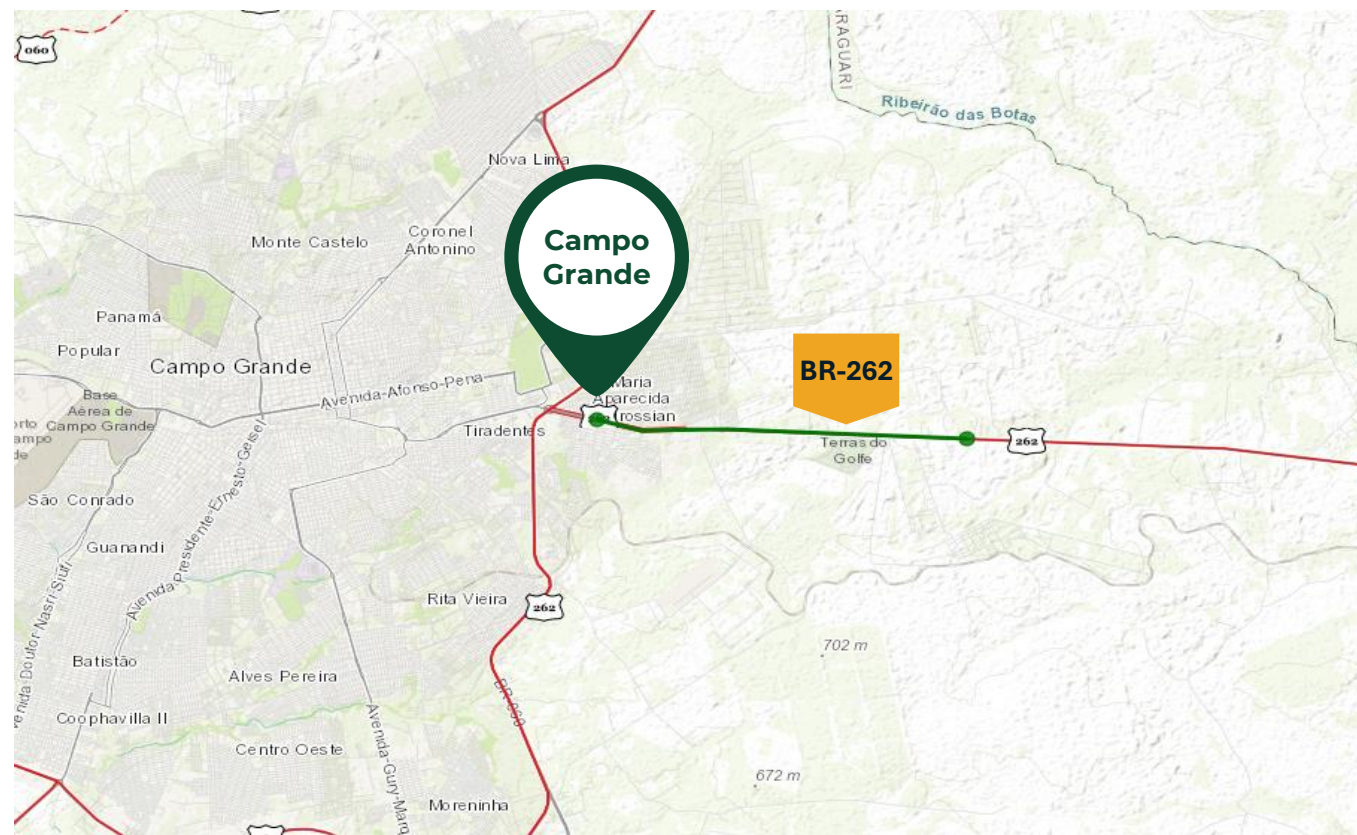 060
RAGUARI
Ribeirão das Botas
Nova Lima
Coronel
Antonino
Monte Castelo
Campo
Grande
Panamá
Popular
Campo Grande
BR-262
Base
Aérea de
Campo Grande
Avenida-Afonso-Pena
Maria
Aparecida
rossian
Tiradentes
Terras do
Golfe
262
São Conrado
Guanandi
Avenida-Presidente-Ernesto-Geisel
Rita Vieira
262
702 m
Batistão
Alves Pereira
Coophavilla II
Centro Oeste
672 m
Moreninha